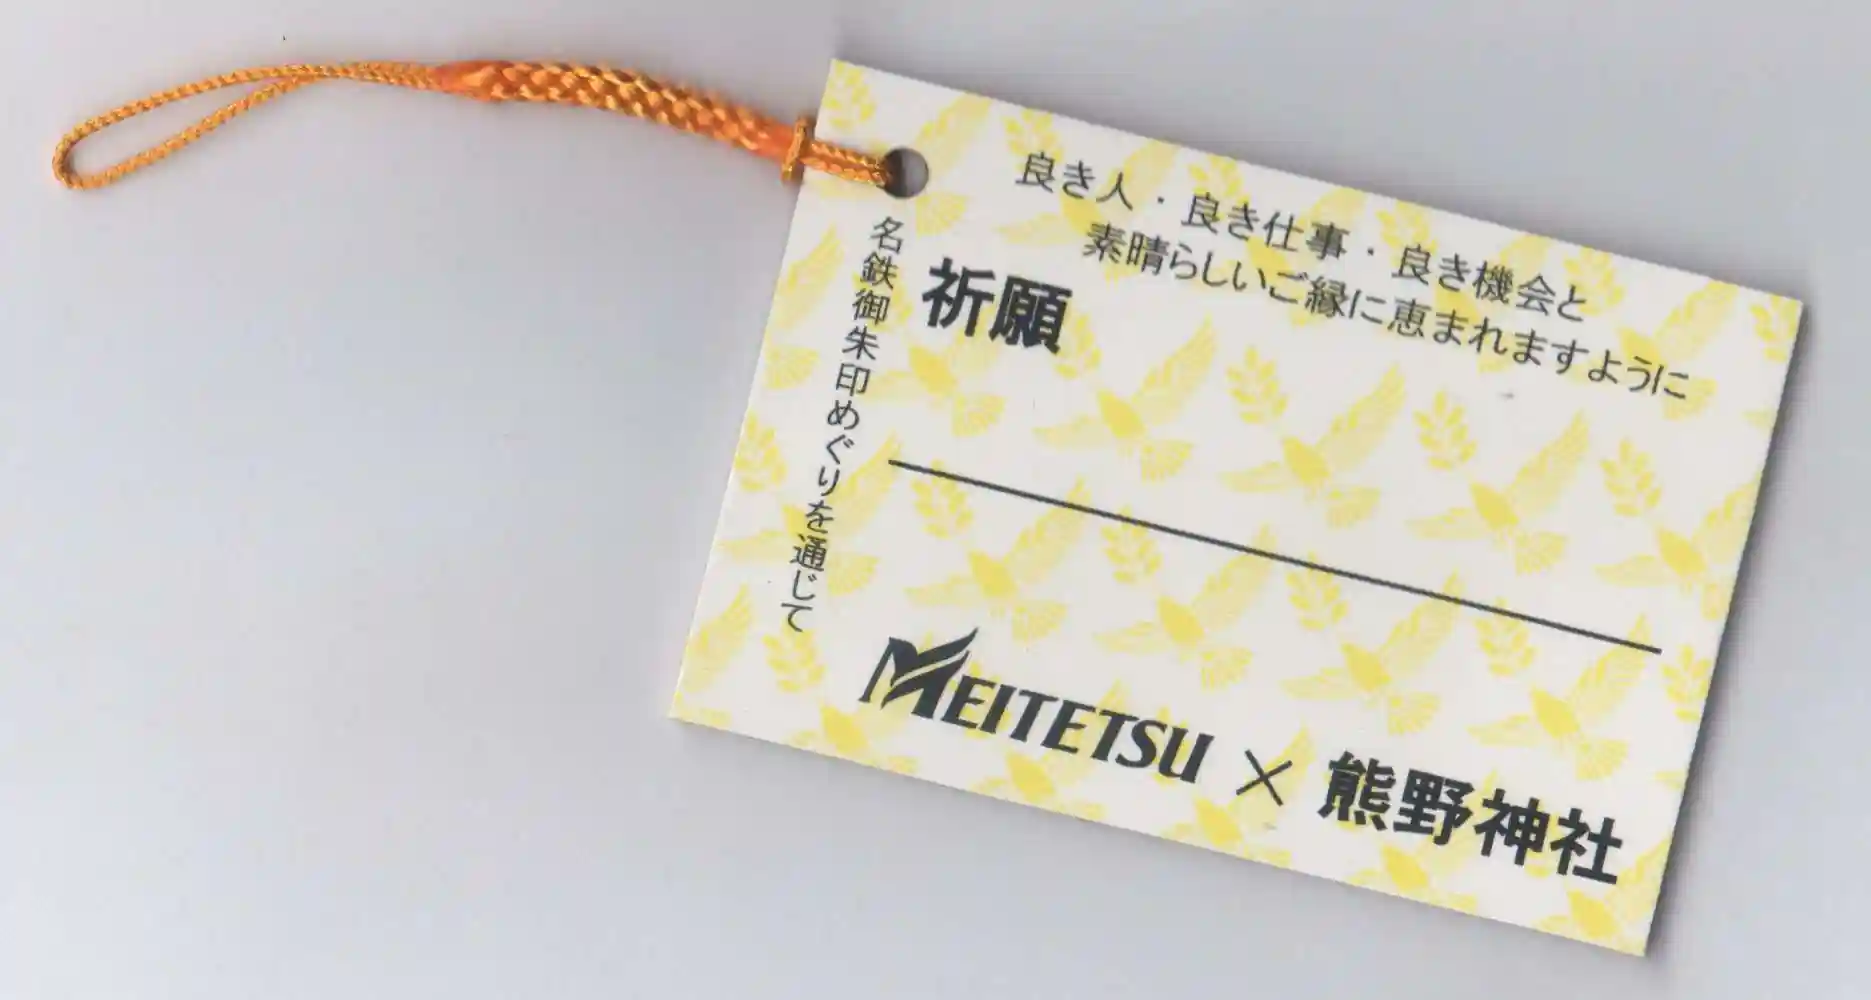 良き人・良き仕事・良き機会と
素晴らしいご縁に恵まれますように
名鉄御朱印めぐりを通じて
祈願
MEITETSU × 熊野神社